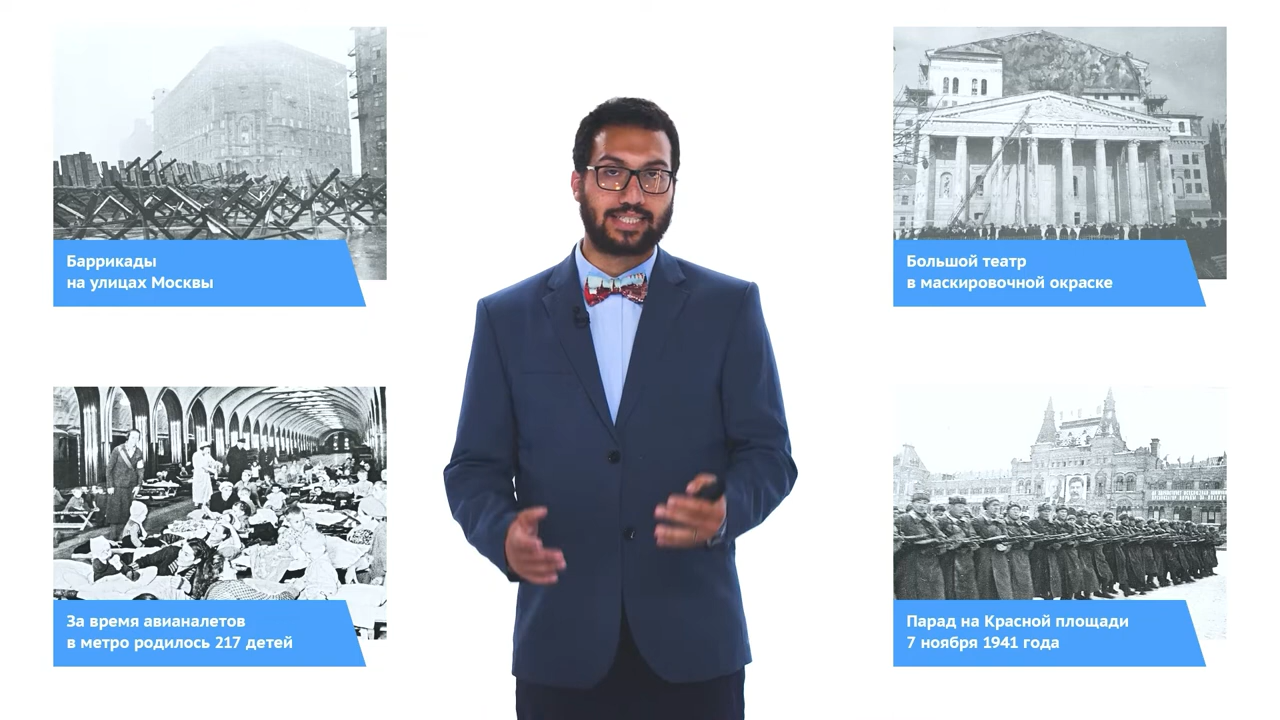 Баррикады
на улицах Москвы
Большой театр
в маскировочной окраске
За время авианалетов
в метро родилось 217 детей
Парад на Красной площади
7 ноября 1941 года